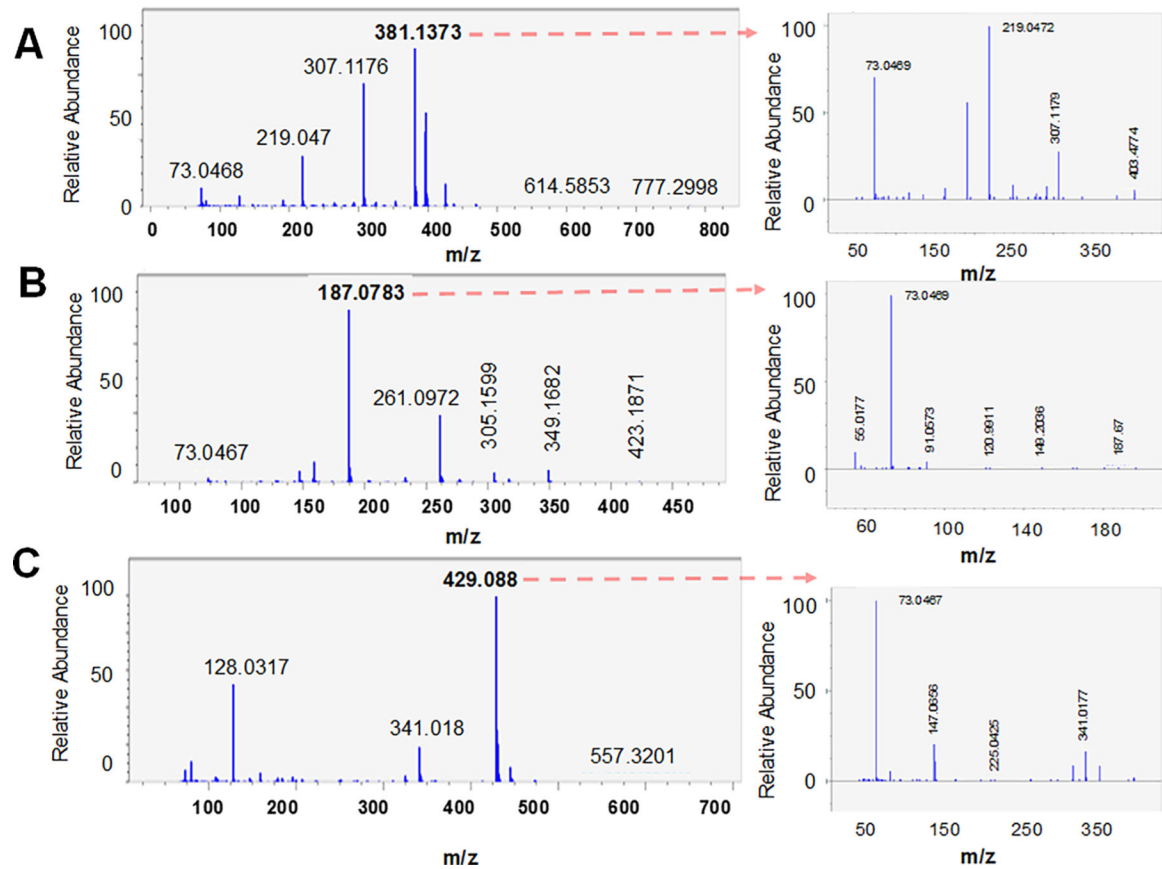 A
Relative Abundance
100
50
0
381.1373
307.1176
219.047
73.0468
614.5853 777.2998
0 100 200 300 400 500 600 700 800
m/z
Relative Abundance
100
50
0
219.0472
73.0469
307.1179
403.4774
50 150 250 350
m/z
B
Relative Abundance
100
50
0
187.0783
261.0972
305.1599
349.1682
423.1871
73.0467
100 100 200 250 350 400 450
m/z
Relative Abundance
100
50
0
73.0469
55.0177
91.0573
120.9911
149.2036
187.67
60 100 140 180
m/z
C
Relative Abundance
100
50
0
429.088
128.0317
341.018
557.3201
100 200 300 400 500 600 700
m/z
Relative Abundance
100
50
0
73.0467
147.0656
225.0425
341.0177
50 150 250 350
m/z